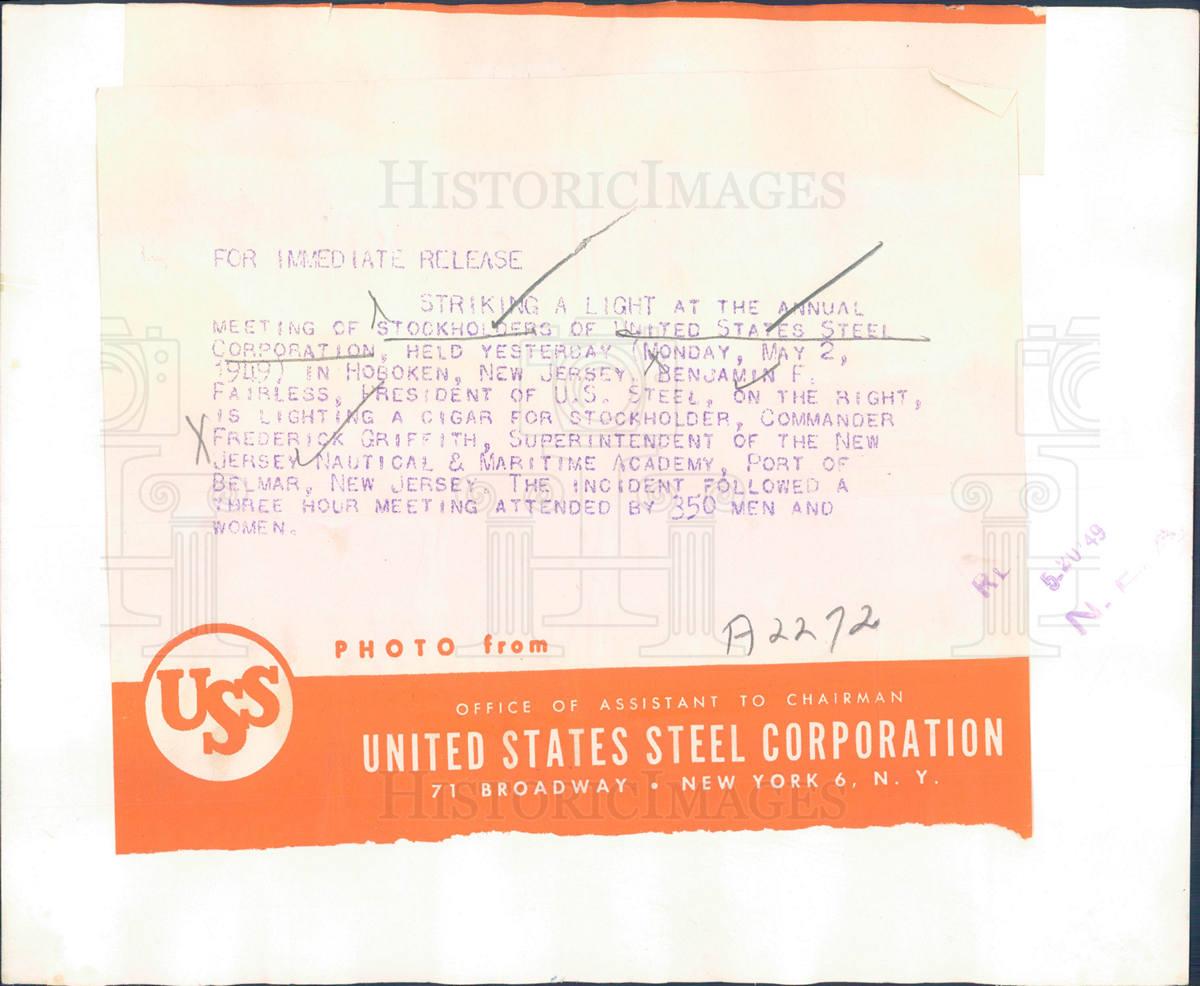 HISTORICIMAGES
FOR IMMEDIATE RELEASE
STRIKING A LIGHT AT THE ANNUAL
MEETING OF STOCKHOLDERS OF UNITED STATES STEEL
CORPORATION, HELD YESTERDAY (MONDAY, MAY 2,
1949) IN HOBOKEN, NEW JERSEY. BENJAMIN F.
FAIRLESS, PRESIDENT OF U.S. STEEL, ON THE RIGHT,
IS LIGHTING A CIGAR FOR STOCKHOLDER, COMMANDER
FREDERICK GRIFFITH, SUPERINTENDENT OF THE NEW
JERSEY NAUTICAL & MARITIME ACADEMY, PORT OF
BELMAR, NEW JERSEY. THE INCIDENT FOLLOWED A
THREE HOUR MEETING ATTENDED BY 350 MEN AND
WOMEN.
5-20 49
A2272
PHOTO from
USS
OFFICE OF ASSISTANT TO CHAIRMAN
UNITED STATES STEEL CORPORATION
71 BROADWAY • NEW YORK 6, N. Y.
HISTORICIMAGES